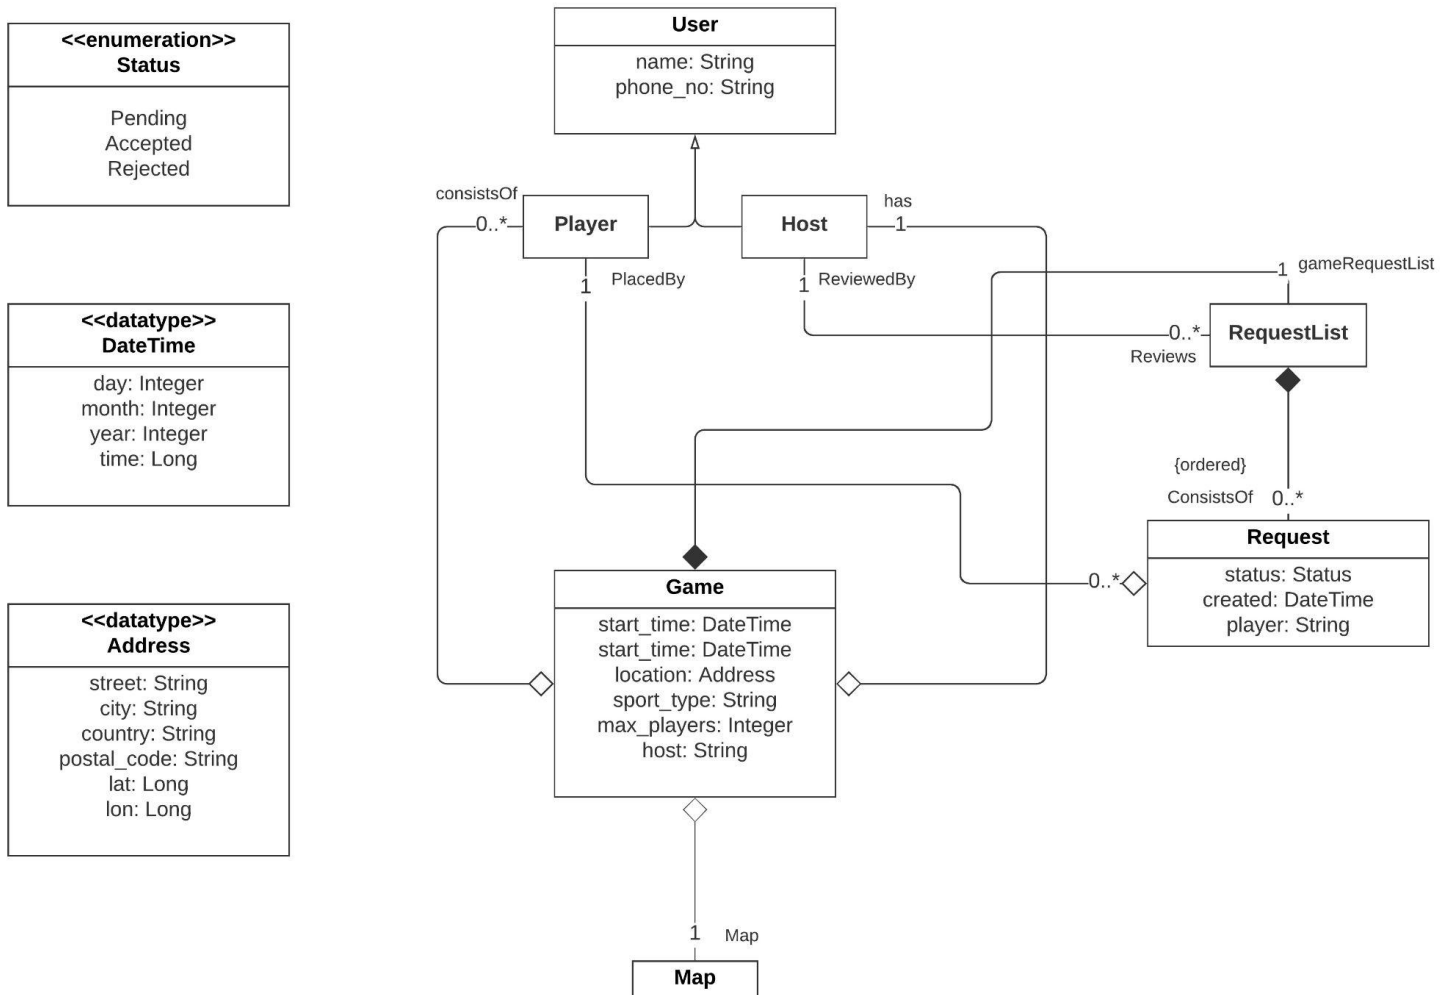 <<enumeration>>
Status
Pending
Accepted
Rejected
<<datatype>>
DateTime
day: Integer
month: Integer
year: Integer
time: Long
<<datatype>>
Address
street: String
city: String
country: String
postal_code: String
lat: Long
lon: Long
User
name: String
phone_no: String
consistsOf
0..*
Player
1
PlacedBy
Host
has
1
1
ReviewedBy
1
gameRequestList
RequestList
0..*
Reviews
{ordered}
ConsistsOf
0..*
Request
status: Status
created: DateTime
player: String
0..*
Game
start_time: DateTime
start_time: DateTime
location: Address
sport_type: String
max_players: Integer
host: String
1
Map
Map